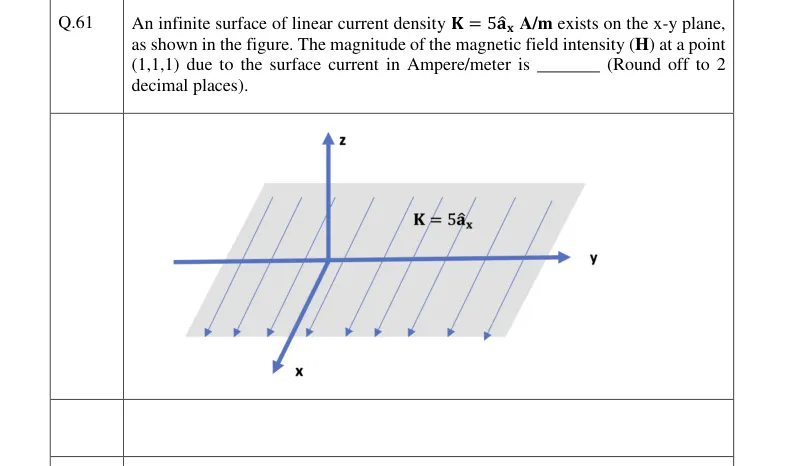 Q.61
An infinite surface of linear current density K = 5âₓ A/m exists on the x-y plane,
as shown in the figure. The magnitude of the magnetic field intensity (H) at a point
(1,1,1) due to the surface current in Ampere/meter is _______ (Round off to 2
decimal places).
z
K = 5âₓ
y
x